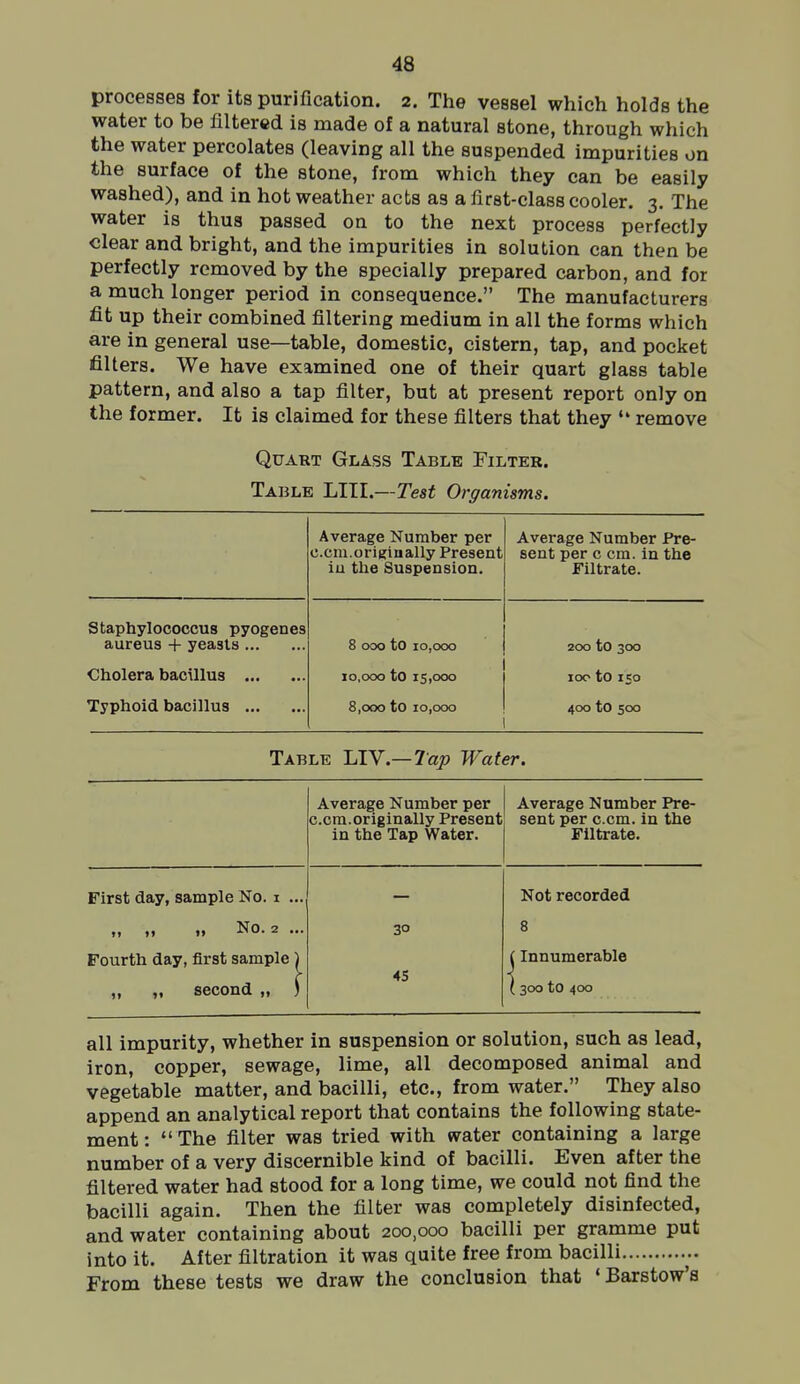 48
processes for its purification. 2. The vessel which holds the
water to be filtered is made of a natural stone, through which
the water percolates (leaving all the suspended impurities on
the surface of the stone, from which they can be easily
washed), and in hot weather acts as a first-class cooler. 3. The
water is thus passed on to the next process perfectly
clear and bright, and the impurities in solution can then be
perfectly removed by the specially prepared carbon, and for
a much longer period in consequence.” The manufacturers
fit up their combined filtering medium in all the forms which
are in general use—table, domestic, cistern, tap, and pocket
filters. We have examined one of their quart glass table
pattern, and also a tap filter, but at present report only on
the former. It is claimed for these filters that they “ remove
QUART GLASS TABLE FILTER.
TABLE LIII.—Test Organisms.
Average Number per c.cm.originally Present in the Suspension. | Average Number Present per c cm. in the Filtrate.
Staphylococcus pyogenes
aureus + yeasts ... ... 8 000 to 10,000 200 to 300
Cholera bacillus ... ... 10,000 to 15,000 100 to 150
Typhoid bacillus ... ... 8,000 to 10,000 400 to 500
TABLE LIV.—Tap Water.
Average Number per c.cm.originally Present in the Tap Water. | Average Number Present per c.cm. in the Filtrate.
First day, sample No. 1 ... — Not recorded
,, ,, ,, No. 2 ... 30 8
Fourth day, first sample } 45 { Innumerable
,, ,, second ,, } { 300 to 400
all impurity, whether in suspension or solution, such as lead,
iron, copper, sewage, lime, all decomposed animal and
vegetable matter, and bacilli, etc., from water.” They also
append an analytical report that contains the following state-
ment: “The filter was tried with water containing a large
number of a very discernible kind of bacilli. Even after the
filtered water had stood for a long time, we could not find the
bacilli again. Then the filter was completely disinfected,
and water containing about 200,000 bacilli per gramme put
into it. After filtration it was quite free from bacilli............
From these tests we draw the conclusion that ‘Barstow’s